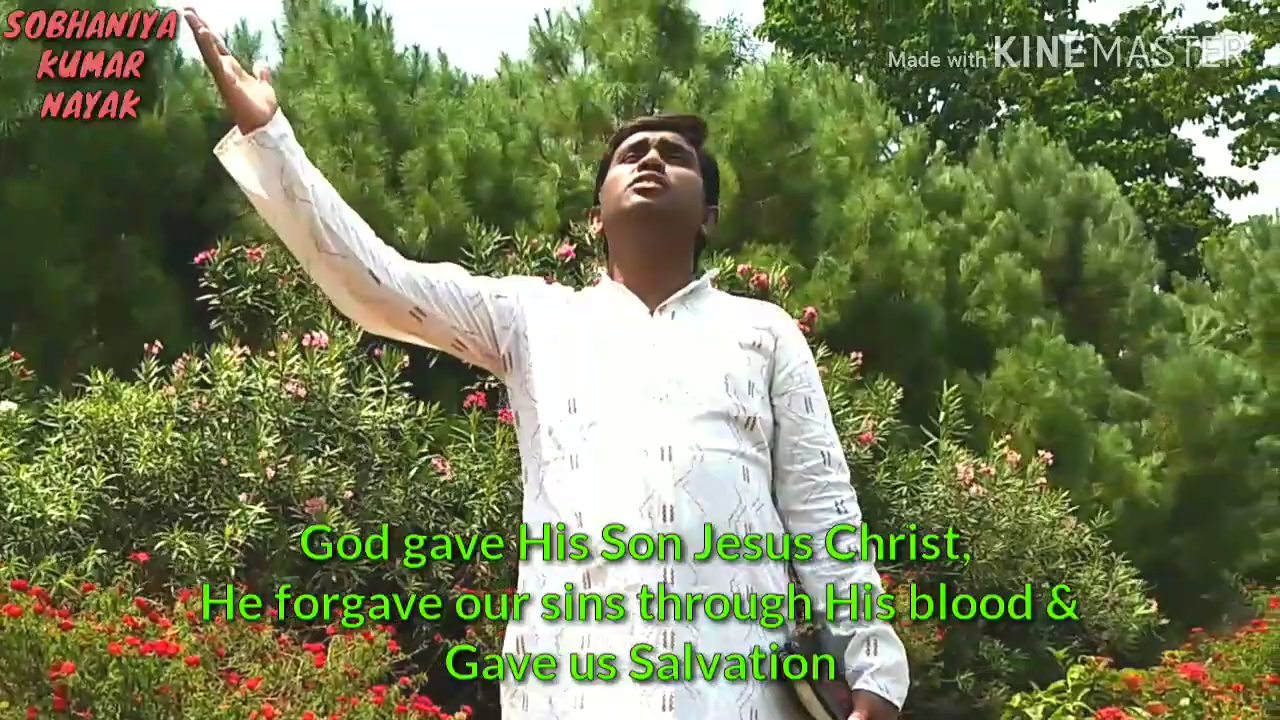 SOBHANIYA
KUMAR
NAYAK
Made with KINEMASTER
God gave His Son Jesus Christ,
He forgave our sins through His blood &
Gave us Salvation